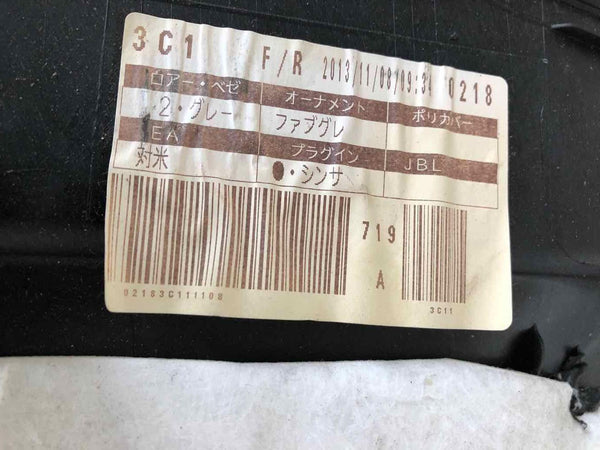 3C1 F/R 2013/11/08/09:34 0218
ロアー・ベゼ オーナメント ポリカバー
2・グレー ファブグレ
EA プラグイン JBL
対米 ●・シンサ
719
A
02183C111108
3C11